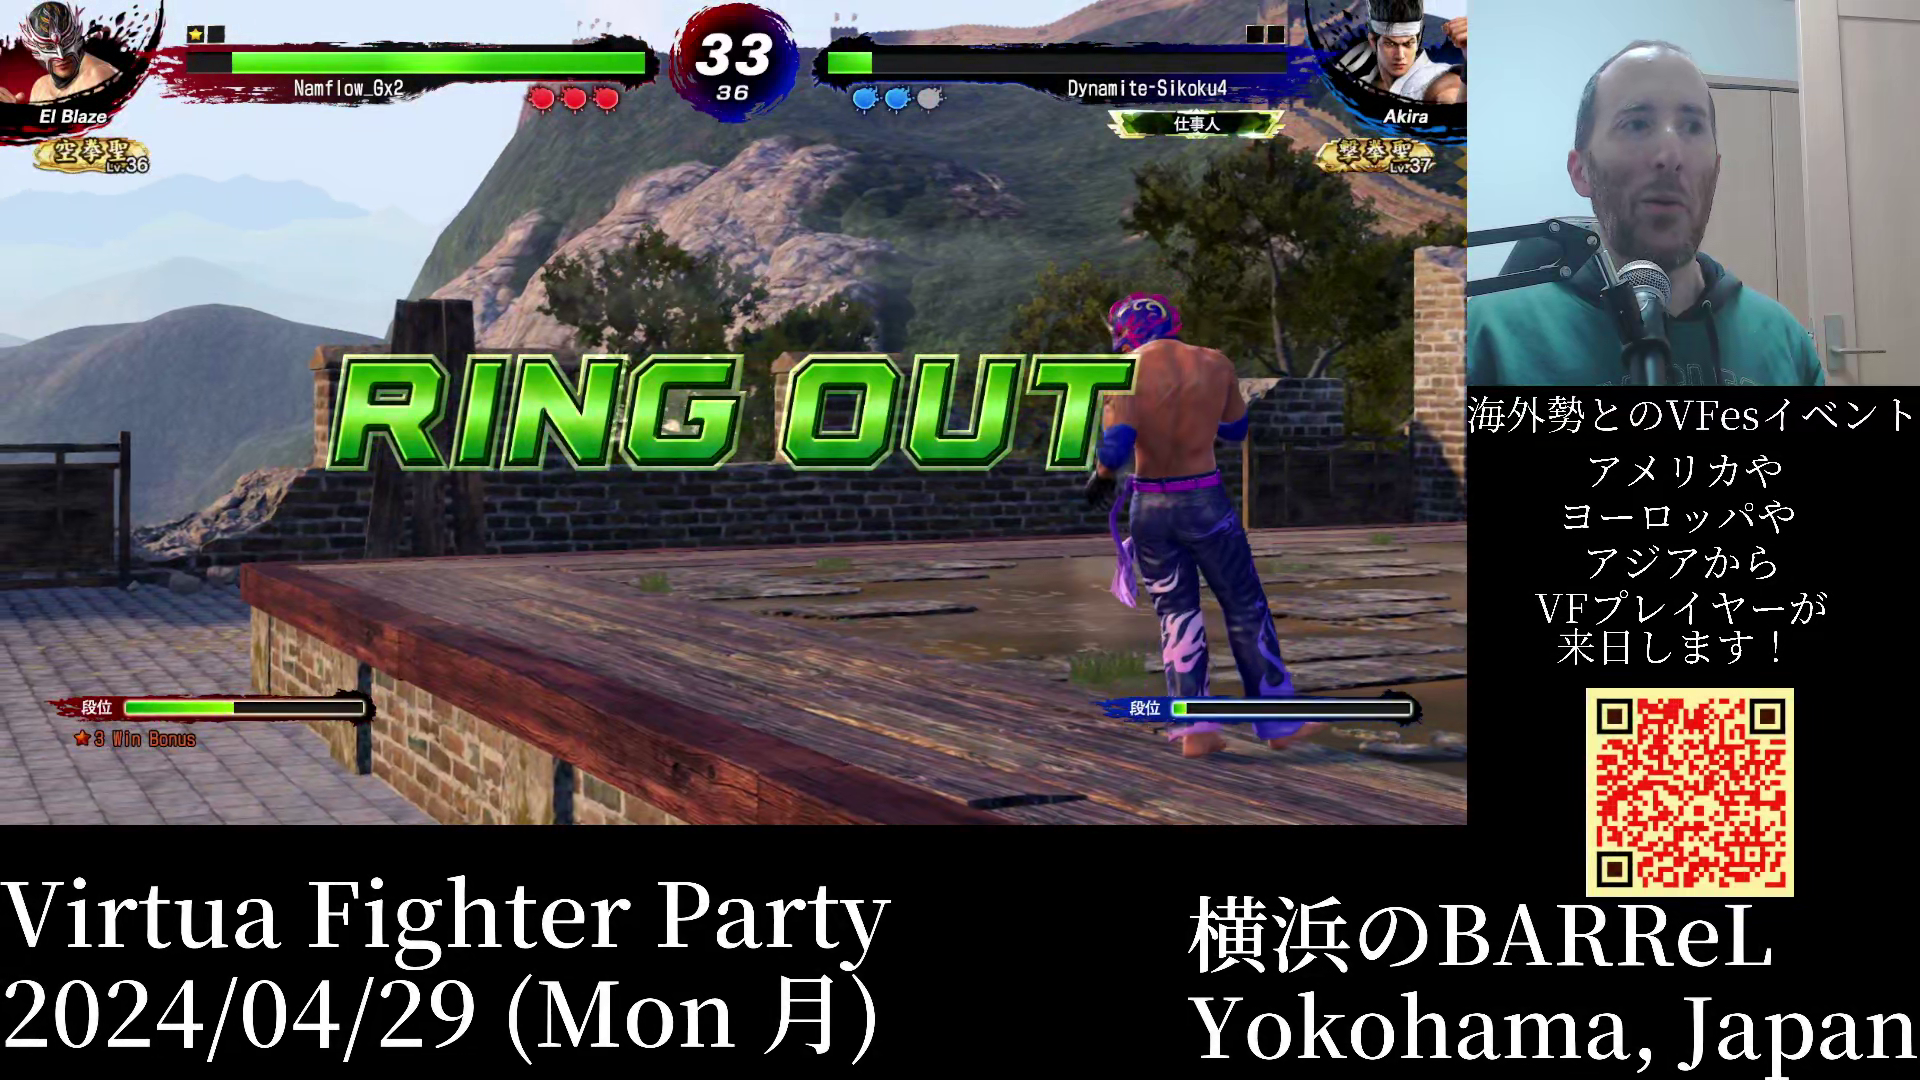 33
36
Namflow_Gx2
Dynamite-Sikoku4
El Blaze
Akira
仕事人
空拳聖
Lv.36
撃拳聖
Lv.37
RING OUT
段位
3 Win Bonus
段位
海外勢とのVFesイベント
アメリカや
ヨーロッパや
アジアから
VFプレイヤーが
来日します！
Virtua Fighter Party
2024/04/29 (Mon 月)
横浜のBARReL
Yokohama, Japan